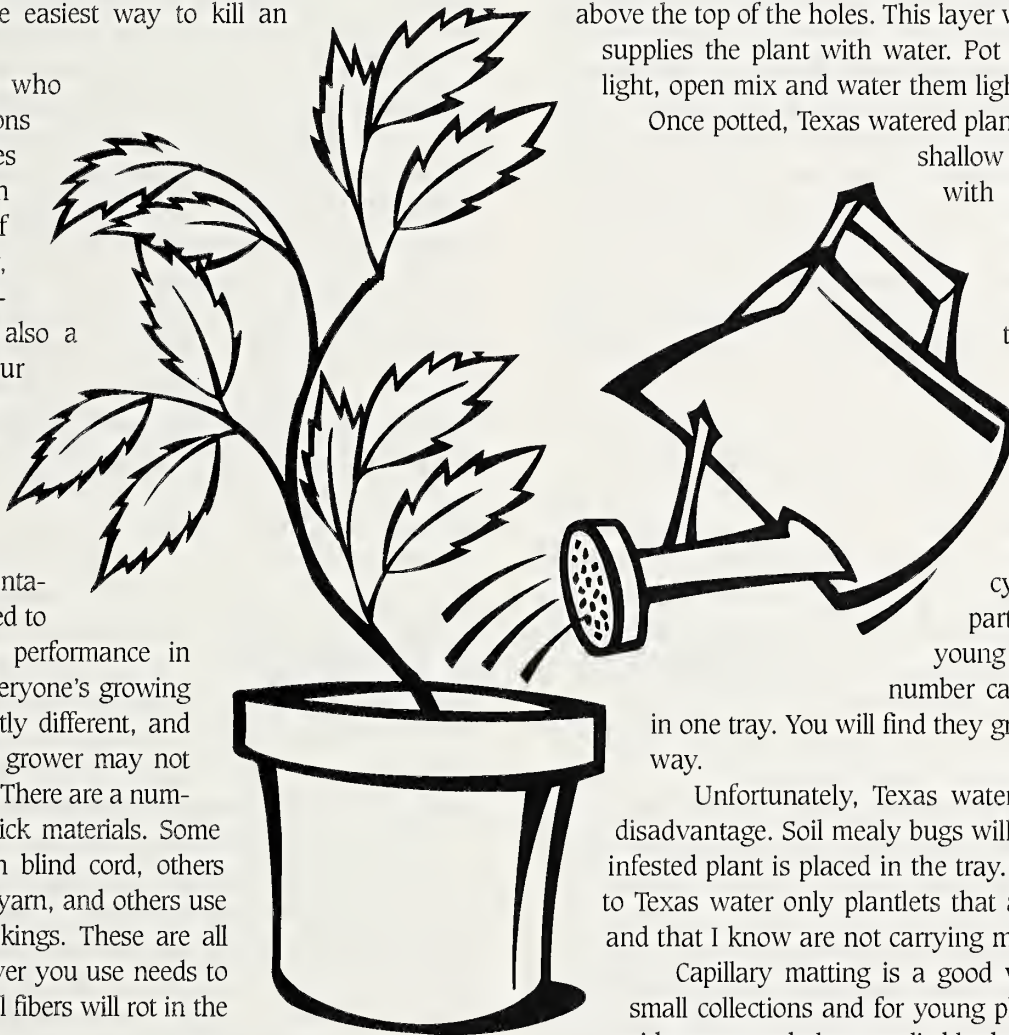 e easiest way to kill an
who
ons
es
n
f
,
-
also a
ur
nta-
ed to
performance in
eryone's growing
tly different, and
grower may not
There are a num-
ick materials. Some
n blind cord, others
yarn, and others use
kings. These are all
ver you use needs to
l fibers will rot in the
above the top of the holes. This layer w
supplies the plant with water. Pot
light, open mix and water them ligh
Once potted, Texas watered plan
shallow
with
t
cy
part
young
number ca
in one tray. You will find they gr
way.
Unfortunately, Texas water
disadvantage. Soil mealy bugs will
infested plant is placed in the tray.
to Texas water only plantlets that a
and that I know are not carrying m
Capillary matting is a good w
small collections and for young pl